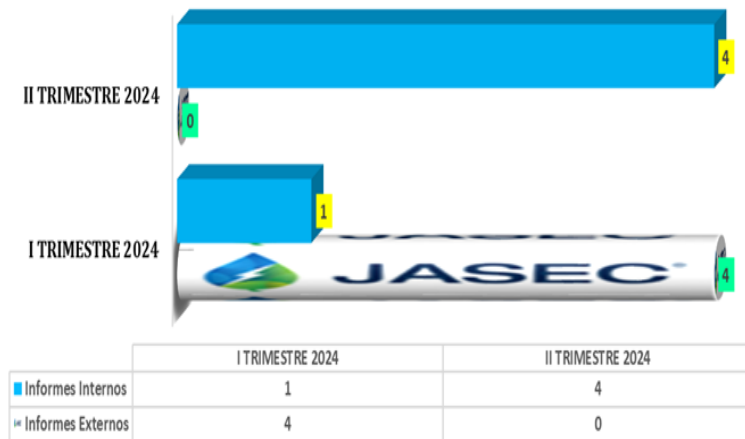 4
II TRIMESTRE 2024
0
1
I TRIMESTRE 2024
JASEC
4
I TRIMESTRE 2024 II TRIMESTRE 2024
Informes Internos 1 4
Informes Externos 4 0